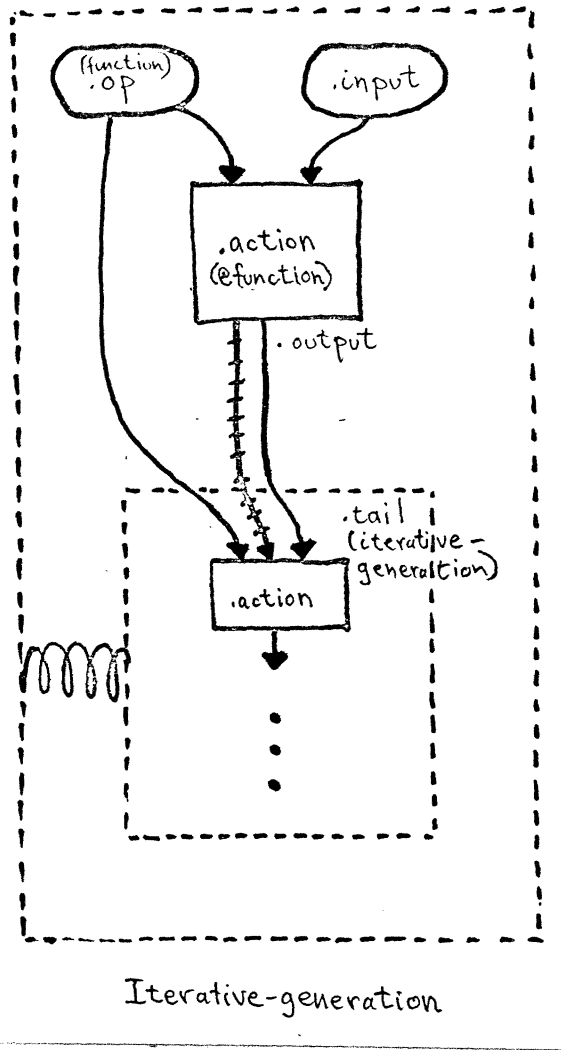 (function)
.op
.input
.action
(@function)
.output
.tail
(iterative-
generaltion)
.action
Iterative-generation